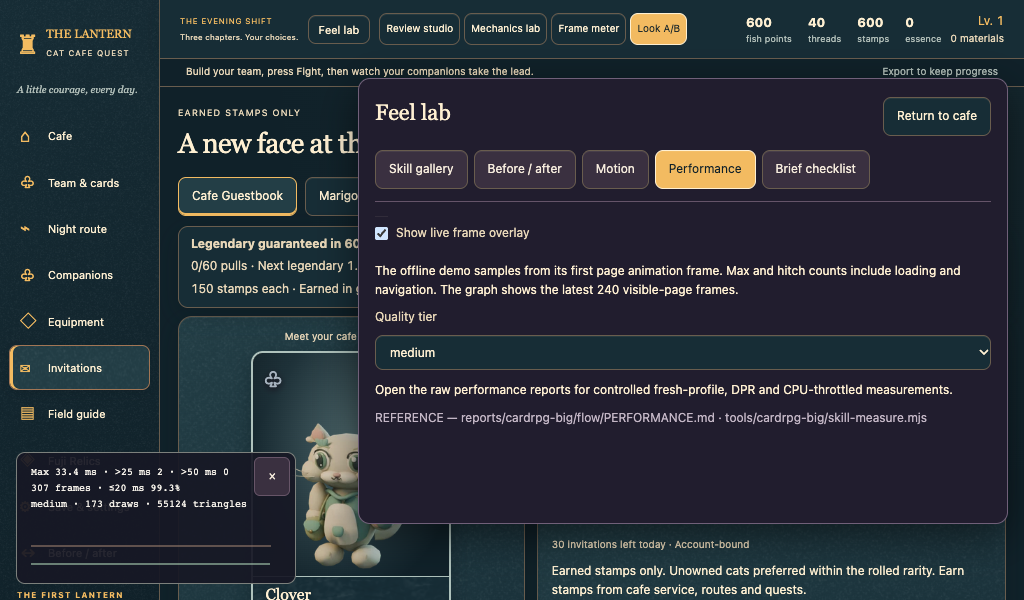 THE LANTERN
CAT CAFE QUEST
A little courage, every day.
Cafe
Team & cards
Night route
Companions
Equipment
Invitations
Field guide
Before / after
THE FIRST LANTERN
THE EVENING SHIFT
Three chapters. Your choices.
Feel lab
Review studio
Mechanics lab
Frame meter
Look A/B
600
fish points
40
threads
600
stamps
0
essence
Lv. 1
0 materials
Build your team, press Fight, then watch your companions take the lead.
Export to keep progress
EARNED STAMPS ONLY
A new face at th
Cafe Guestbook
Marigo
Legendary guaranteed in 60
0/60 pulls · Next legendary 1.
150 stamps each · Earned in g
Meet your cafe
Clover
Feel lab
Return to cafe
Skill gallery
Before / after
Motion
Performance
Brief checklist
Show live frame overlay
The offline demo samples from its first page animation frame. Max and hitch counts include loading and
navigation. The graph shows the latest 240 visible-page frames.
Quality tier
medium
Open the raw performance reports for controlled fresh-profile, DPR and CPU-throttled measurements.
REFERENCE — reports/cardrpg-big/flow/PERFORMANCE.md · tools/cardrpg-big/skill-measure.mjs
Max 33.4 ms · >25 ms 2 · >50 ms 0
307 frames · ≤20 ms 99.3%
medium · 173 draws · 55124 triangles
×
30 invitations left today · Account-bound
Earned stamps only. Unowned cats preferred within the rolled rarity. Earn
stamps from cafe service, routes and quests.